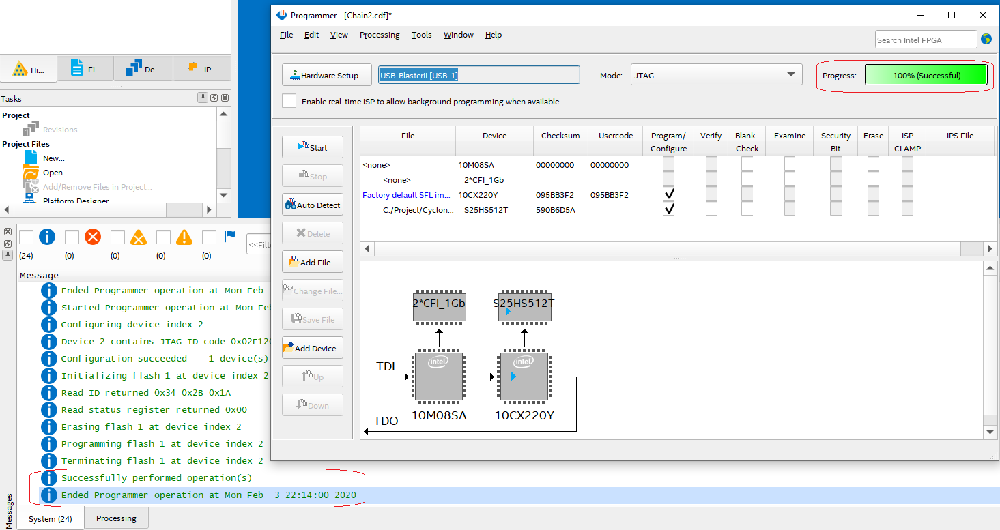 Programmer - [Chain2.cdf]*
File Edit View Processing Tools Window Help
Search Intel FPGA
Hi...
Fi...
De...
IP ...
Hardware Setup...
USB-BlasterII [USB-1]
Mode:
JTAG
Progress:
100% (Successful)
Enable real-time ISP to allow background programming when available
Tasks
Project
Revisions...
Project Files
New...
Open...
Add/Remove Files in Project...
Platform Designer
Start
Stop
Auto Detect
Delete
Add File...
Change File...
Save File
Add Device...
Up
Down
File Device Checksum Usercode Program/ Configure Verify Blank- Check Examine Security Bit Erase ISP CLAMP IPS File
<none> 10M08SA 00000000 00000000
<none> 2*CFI_1Gb
Factory default SFL im... 10CX220Y 095BB3F2 095BB3F2
C:/Project/Cyclon... S25HS512T 590B6D5A
2*CFI_1Gb
S25HS512T
intel
intel
TDI
10M08SA
10CX220Y
TDO
<<Filt
(24) (0) (0) (0) (0)
Message
Ended Programmer operation at Mon Feb
Started Programmer operation at Mon Feb
Configuring device index 2
Device 2 contains JTAG ID code 0x02E120
Configuration succeeded -- 1 device(s)
Initializing flash 1 at device index 2
Read ID returned 0x34 0x2B 0x1A
Read status register returned 0x00
Erasing flash 1 at device index 2
Programming flash 1 at device index 2
Terminating flash 1 at device index 2
Successfully performed operation(s)
Ended Programmer operation at Mon Feb 3 22:14:00 2020
Messages
System (24)
Processing